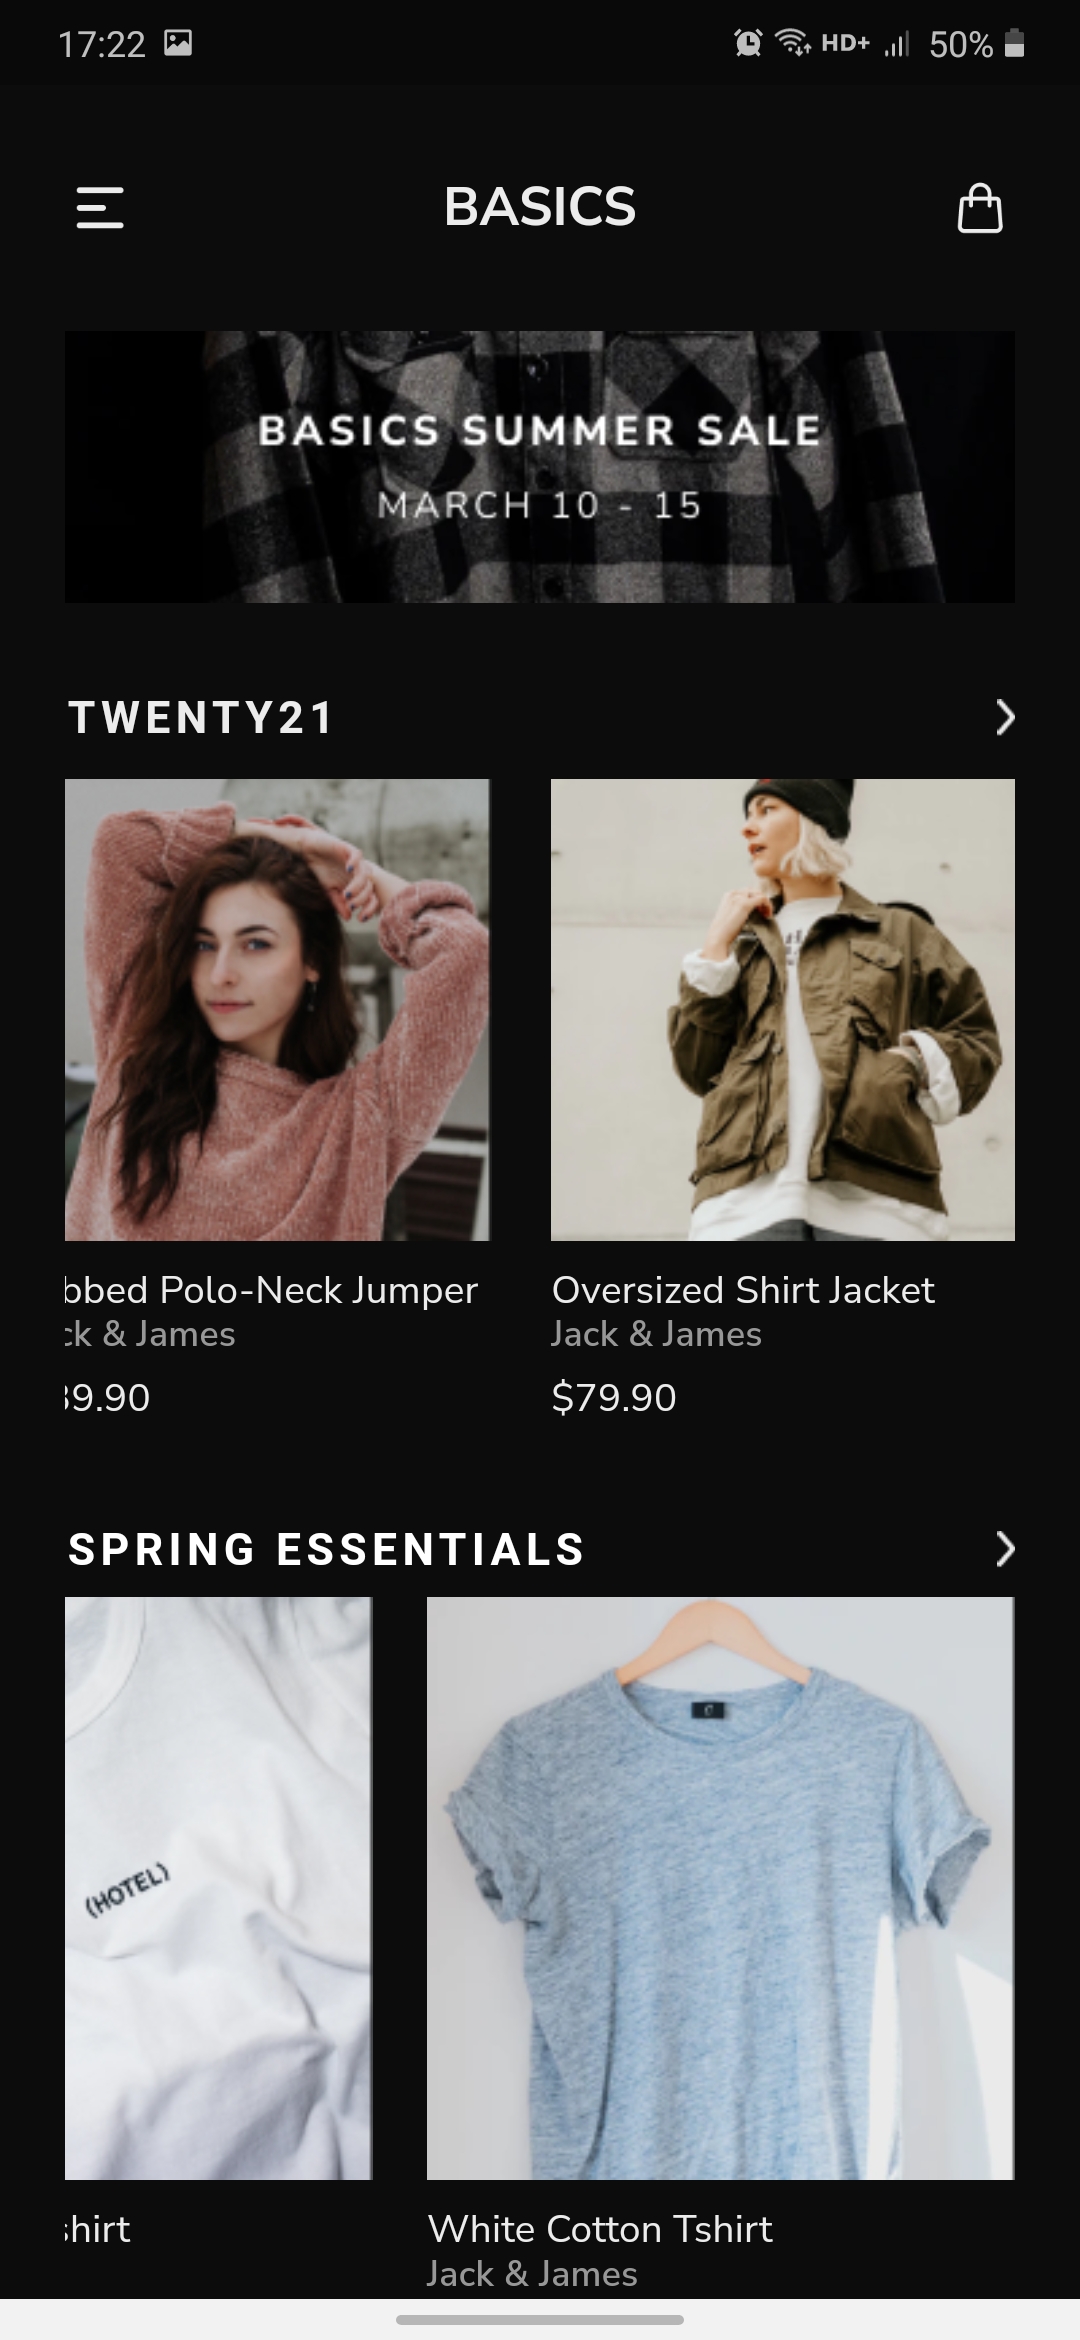 17:22
HD+ 50%
BASICS
BASICS SUMMER SALE
MARCH 10 - 15
TWENTY21
bbed Polo-Neck Jumper
ck & James
9.90
Oversized Shirt Jacket
Jack & James
$79.90
SPRING ESSENTIALS
(HOTEL)
hirt
White Cotton Tshirt
Jack & James